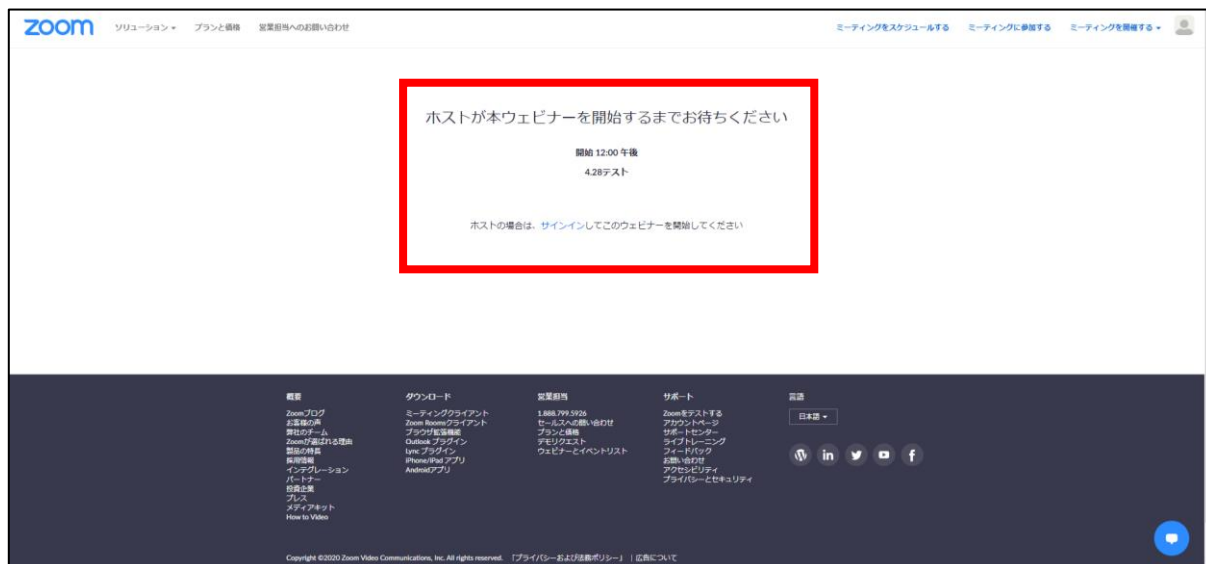 zoom
ソリューション
プランと価格
営業担当へのお問い合わせ
ミーティングをスケジュールする
ミーティングに参加する
ミーティングを開催する
ホストが本ウェビナーを開始するまでお待ちください
開始 12:00 午後
4.28テスト
ホストの場合は、サインインしてこのウェビナーを開始してください
概要
Zoomブログ
お客様の声
弊社のチーム
Zoomが選ばれる理由
製品の特長
採用情報
インテグレーション
パートナー
投資企業
プレス
メディアキット
How to Video
ダウンロード
ミーティングクライアント
Zoom Roomsクライアント
ブラウザ拡張機能
Outlook プラグイン
Lync プラグイン
iPhone/iPad アプリ
Androidアプリ
営業担当
1.888.799.5926
セールスへの問い合わせ
プランと価格
デモリクエスト
ウェビナーとイベントリスト
サポート
Zoomをテストする
アカウントページ
サポートセンター
ライブトレーニング
フィードバック
お問い合わせ
アクセシビリティ
プライバシーとセキュリティ
言語
日本語
Copyright ©2020 Zoom Video Communications, Inc. All rights reserved. 「プライバシーおよび法務ポリシー」 | 広告について